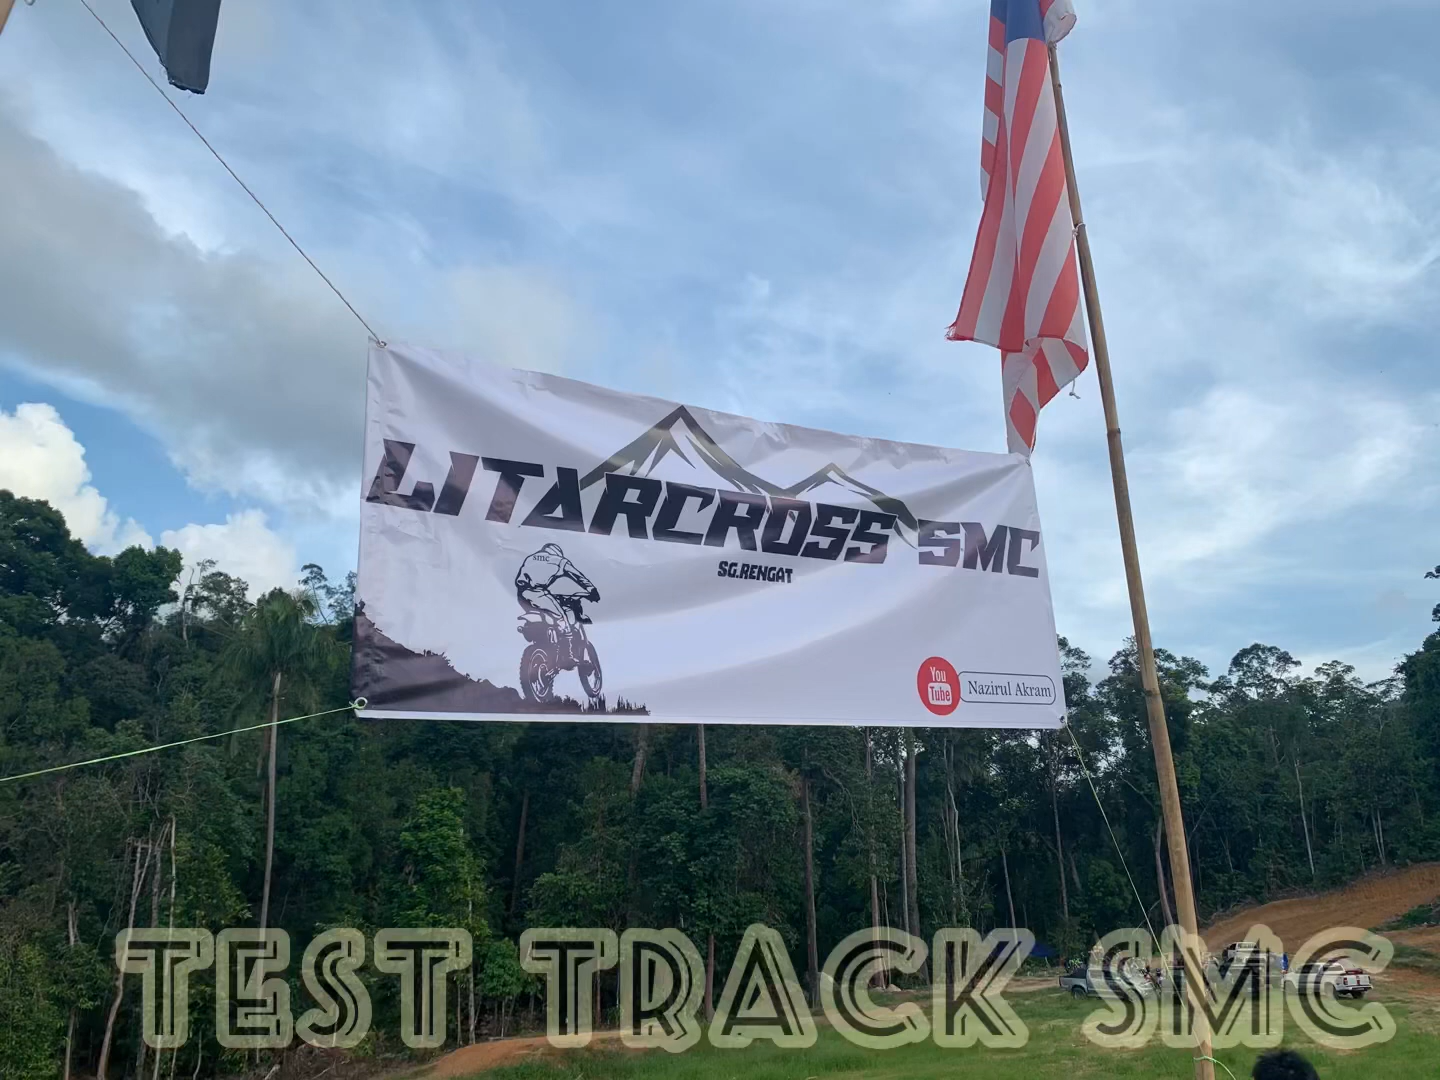 LITARCROSS SMC
SG.RENGAT
smc
You
Tube
Nazirul Akram
TEST TRACK SMC